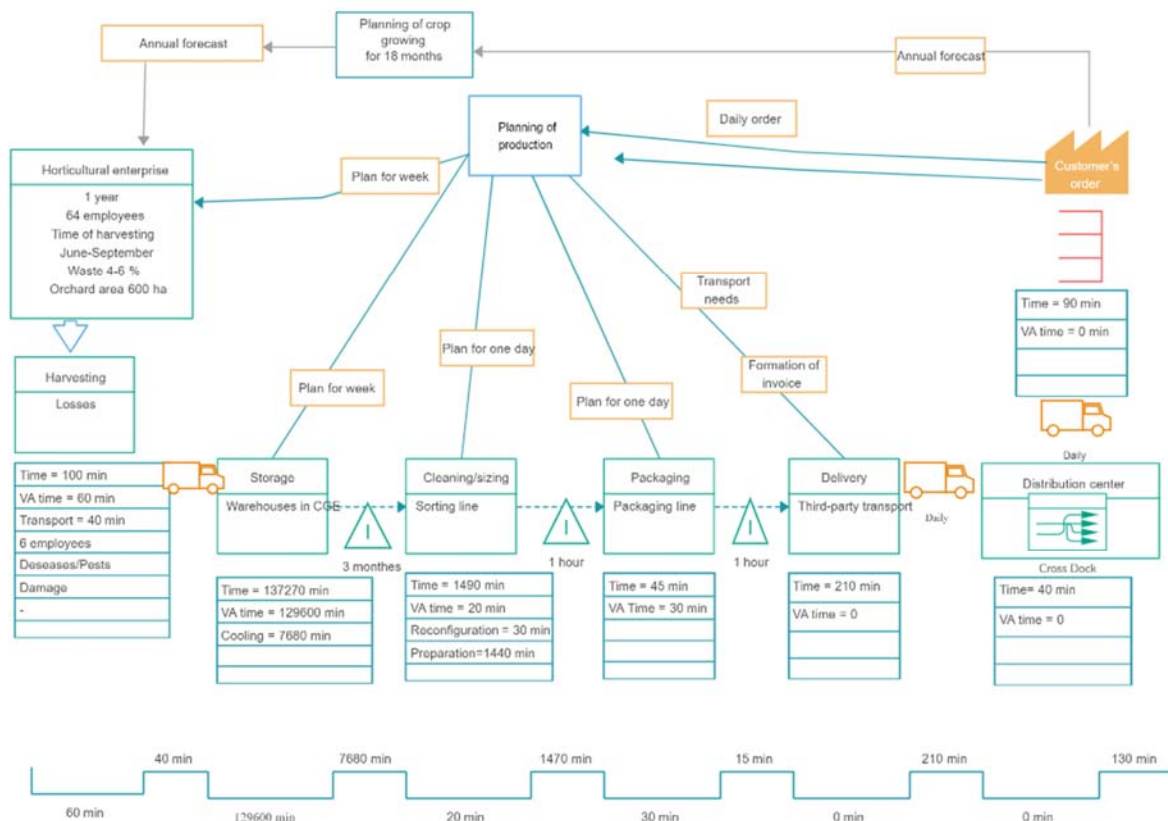 Annual forecast
Planning of crop
growing
for 18 months
Annual forecast
Planning of
production
Daily order
Customer's
order
Horticultural enterprise
1 year
64 employees
Time of harvesting
June-September
Waste 4-6 %
Orchard area 600 ha
Plan for week
Transport
needs
Plan for one day
Plan for week
Plan for one day
Formation of
invoice
Time = 90 min
VA time = 0 min
Daily
Harvesting
Losses
Time = 100 min
VA time = 60 min
Transport = 40 min
6 employees
Deseases/Pests
Damage
-
Storage
Warehouses in CGE
I
3 monthes
Time = 137270 min
VA time = 129600 min
Cooling = 7680 min
Cleaning/sizing
Sorting line
I
1 hour
Time = 1490 min
VA time = 20 min
Reconfiguration = 30 min
Preparation=1440 min
Packaging
Packaging line
I
1 hour
Time = 45 min
VA Time = 30 min
Delivery
Third-party transport
Daily
Time = 210 min
VA time = 0
Distribution center
Cross Dock
Time= 40 min
VA time = 0
40 min
7680 min
1470 min
15 min
210 min
130 min
60 min
129600 min
20 min
30 min
0 min
0 min